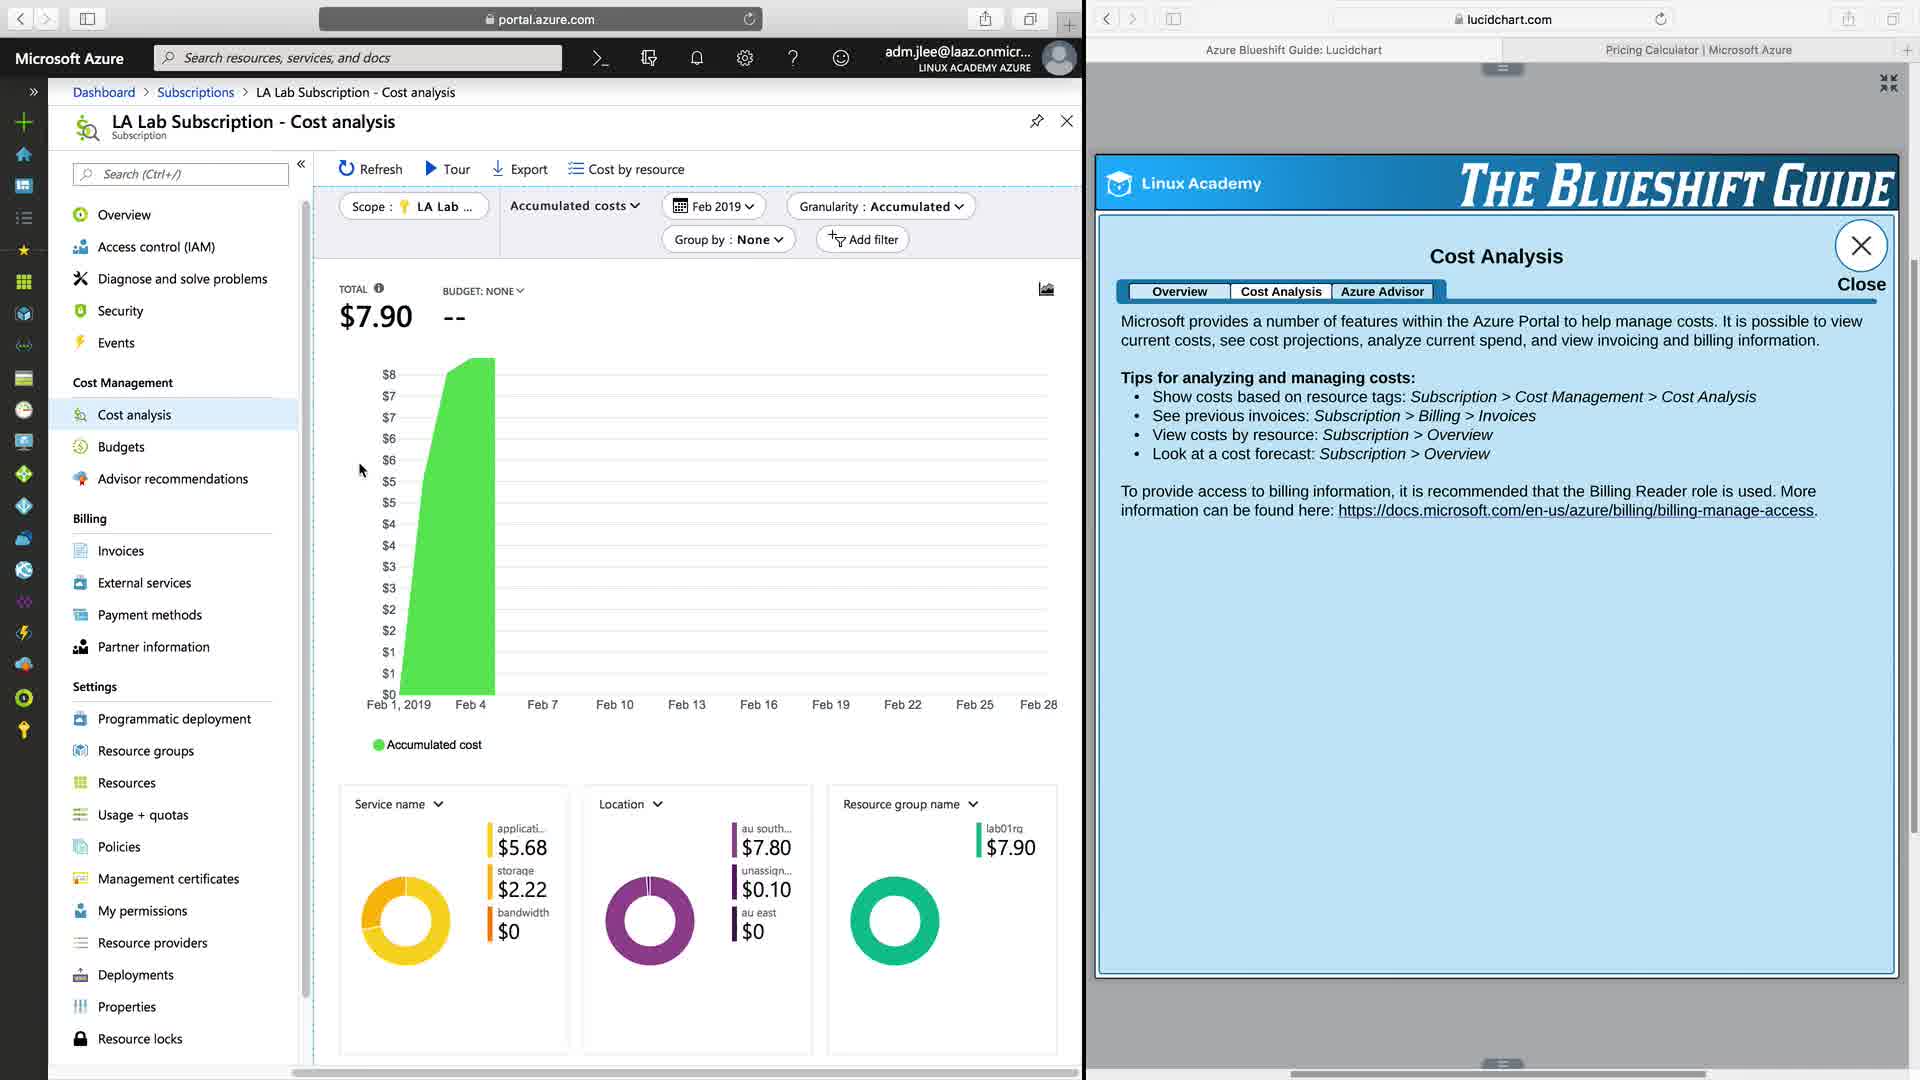 portal.azure.com
Microsoft Azure
Search resources, services, and docs
adm.jlee@laaz.onmicr...
LINUX ACADEMY AZURE
Dashboard > Subscriptions > LA Lab Subscription - Cost analysis
LA Lab Subscription - Cost analysis
Subscription
Search (Ctrl+/)
Overview
Access control (IAM)
Diagnose and solve problems
Security
Events
Cost Management
Cost analysis
Budgets
Advisor recommendations
Billing
Invoices
External services
Payment methods
Partner information
Settings
Programmatic deployment
Resource groups
Resources
Usage + quotas
Policies
Management certificates
My permissions
Resource providers
Deployments
Properties
Resource locks
Refresh Tour Export Cost by resource
Scope : LA Lab ... Accumulated costs Feb 2019 Granularity : Accumulated
Group by : None Add filter
TOTAL BUDGET: NONE
$7.90 --
$8
$7
$7
$6
$6
$5
$5
$4
$4
$3
$3
$2
$2
$1
$1
$0
Feb 1, 2019 Feb 4 Feb 7 Feb 10 Feb 13 Feb 16 Feb 19 Feb 22 Feb 25 Feb 28
Accumulated cost
Service name
applicati...
$5.68
storage
$2.22
bandwidth
$0
Location
au south...
$7.80
unassign...
$0.10
au east
$0
Resource group name
lab01rg
$7.90
lucidchart.com
Azure Blueshift Guide: Lucidchart Pricing Calculator | Microsoft Azure
Linux Academy THE BLUESHIFT GUIDE
Cost Analysis
Close
Overview Cost Analysis Azure Advisor
Microsoft provides a number of features within the Azure Portal to help manage costs. It is possible to view
current costs, see cost projections, analyze current spend, and view invoicing and billing information.
Tips for analyzing and managing costs:
• Show costs based on resource tags: Subscription > Cost Management > Cost Analysis
• See previous invoices: Subscription > Billing > Invoices
• View costs by resource: Subscription > Overview
• Look at a cost forecast: Subscription > Overview
To provide access to billing information, it is recommended that the Billing Reader role is used. More
information can be found here: https://docs.microsoft.com/en-us/azure/billing/billing-manage-access.